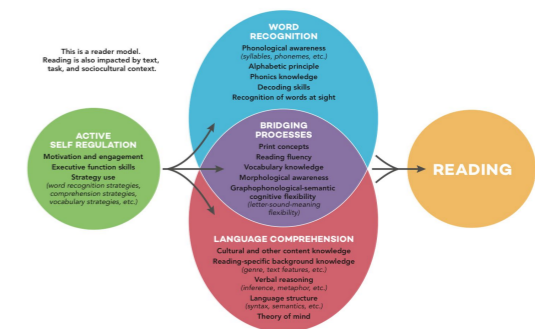 This is a reader model.
Reading is also impacted by text,
task, and sociocultural context.
ACTIVE
SELF REGULATION
Motivation and engagement
Executive function skills
Strategy use
(word recognition strategies,
comprehension strategies,
vocabulary strategies, etc.)
WORD
RECOGNITION
Phonological awareness
(syllables, phonemes, etc.)
Alphabetic principle
Phonics knowledge
Decoding skills
Recognition of words at sight
BRIDGING
PROCESSES
Print concepts
Reading fluency
Vocabulary knowledge
Morphological awareness
Graphophonological-semantic
cognitive flexibility
(letter-sound-meaning
flexibility)
LANGUAGE COMPREHENSION
Cultural and other content knowledge
Reading-specific background knowledge
(genre, text features, etc.)
Verbal reasoning
(inference, metaphor, etc.)
Language structure
(syntax, semantics, etc.)
Theory of mind
READING